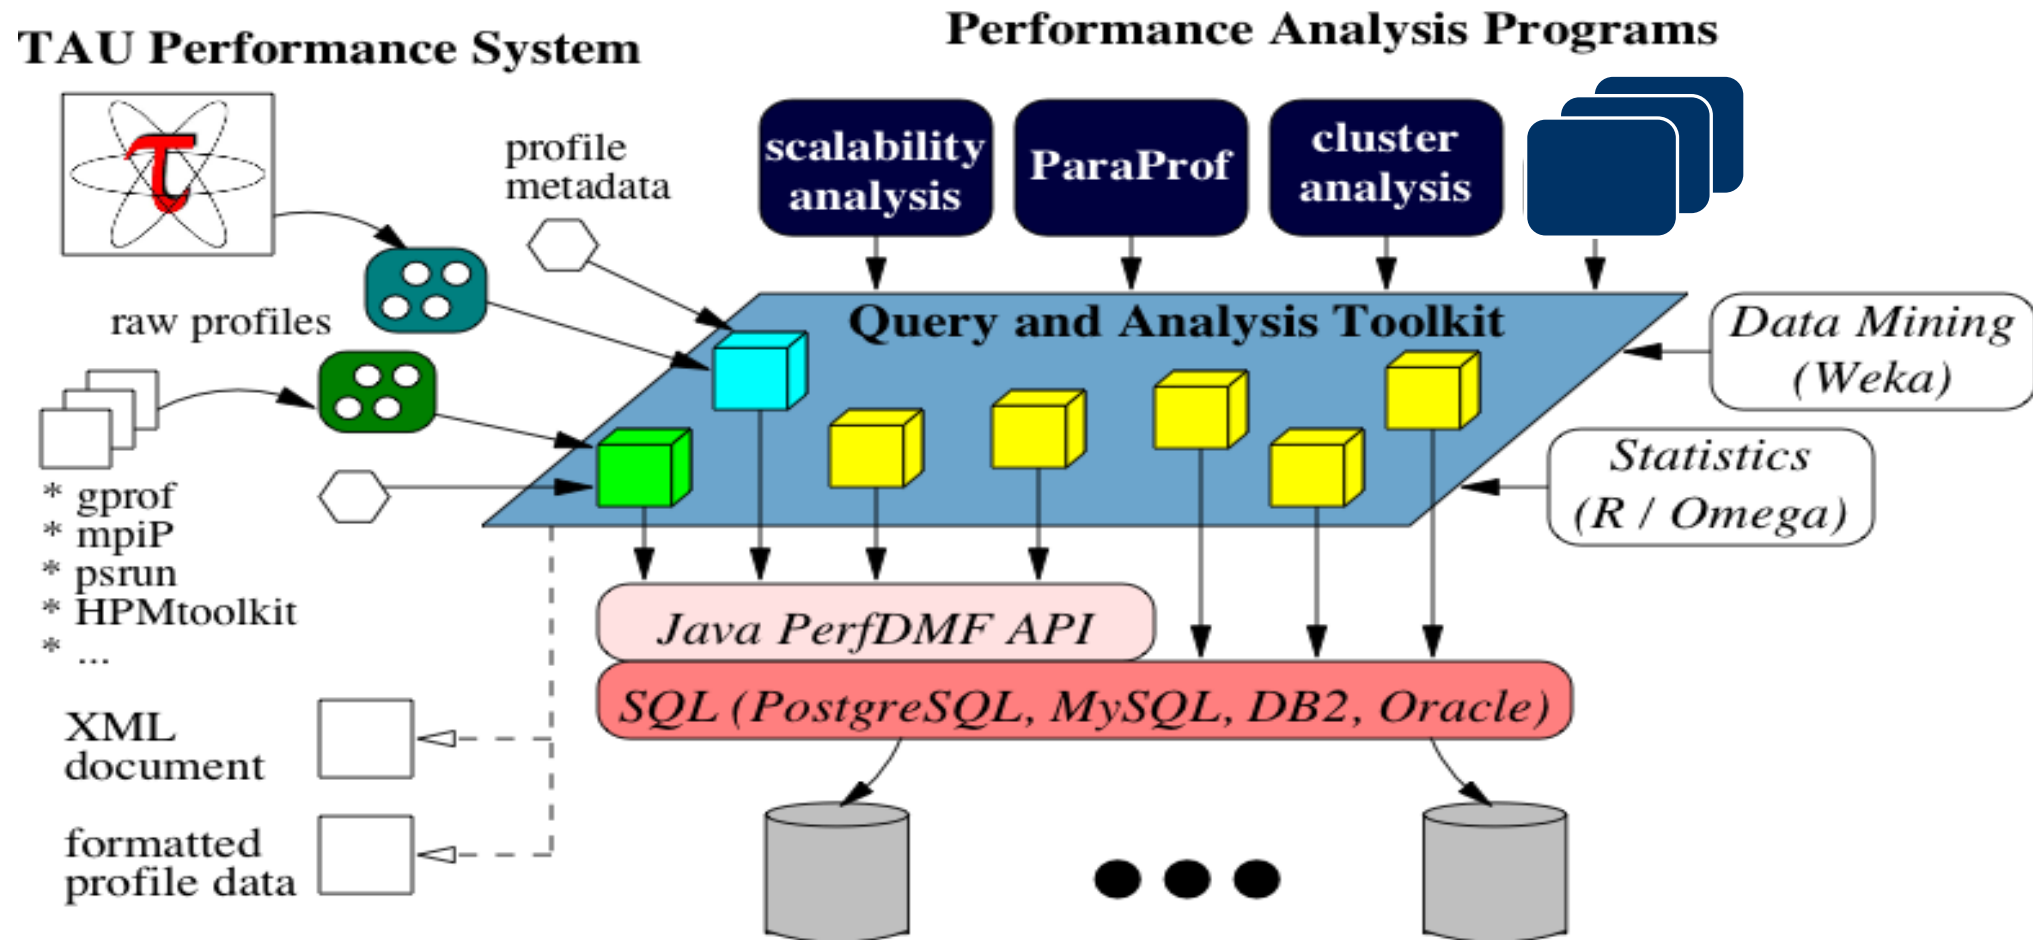 TAU Performance System
Performance Analysis Programs
τ
profile
metadata
scalability
analysis
ParaProf
cluster
analysis
raw profiles
Query and Analysis Toolkit
Data Mining
(Weka)
Statistics
(R / Omega)
* gprof
* mpiP
* psrun
* HPMtoolkit
* ...
Java PerfDMF API
SQL (PostgreSQL, MySQL, DB2, Oracle)
XML
document
formatted
profile data